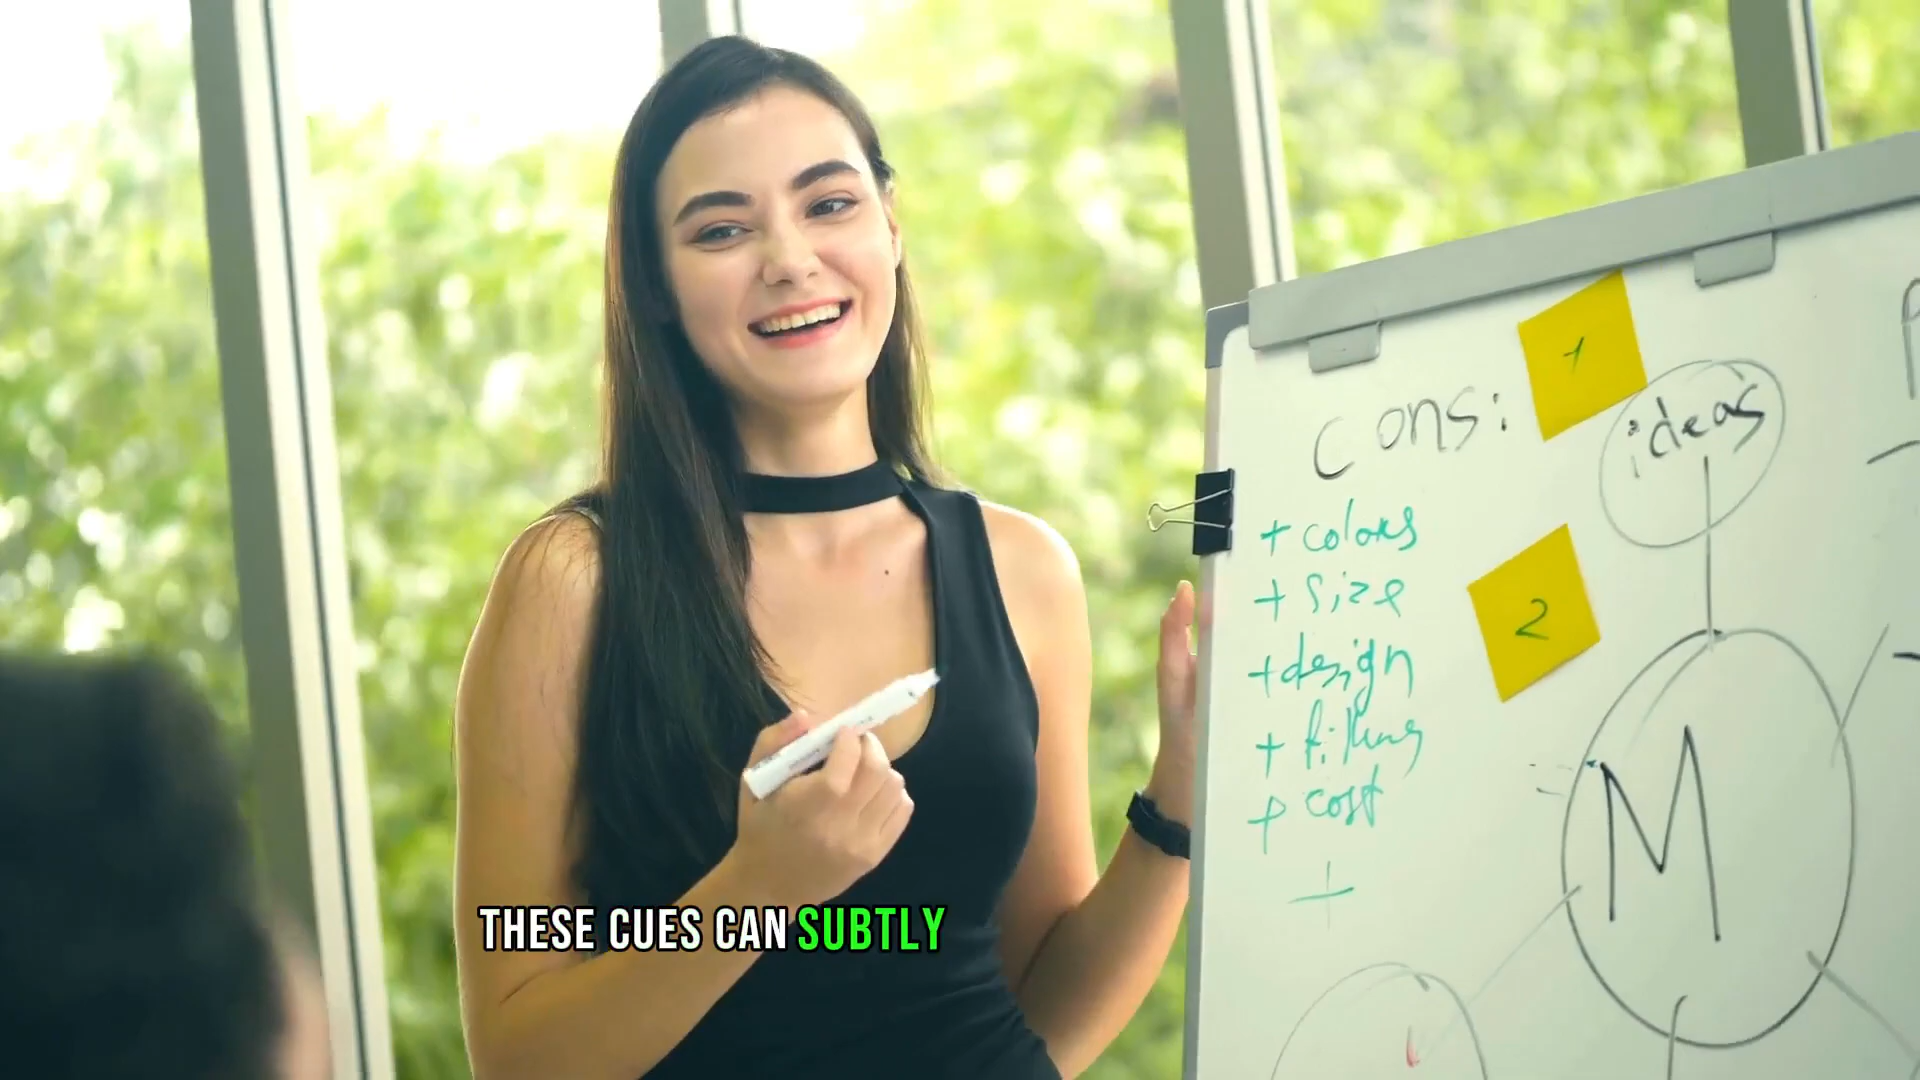 cons:
1
ideas
+ colors
+ size
2
+ design
+ cost
+
M
THESE CUES CAN SUBTLY